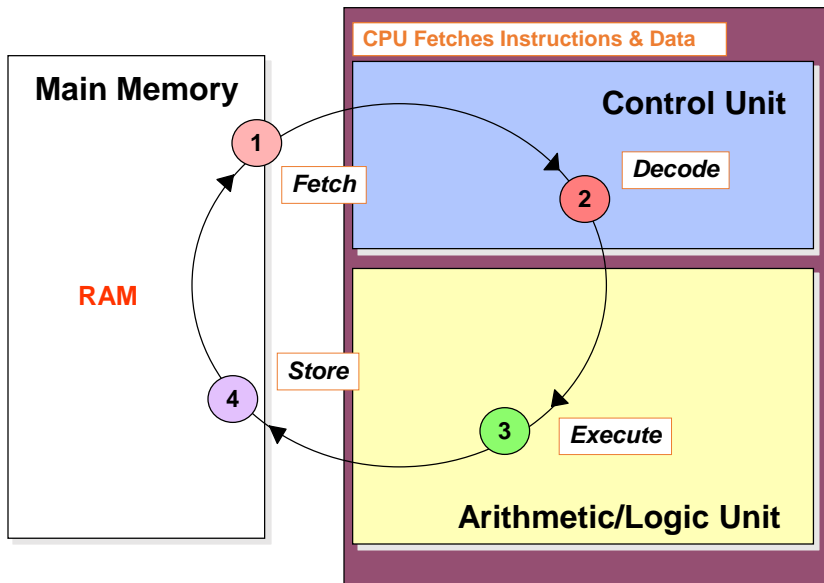 CPU Fetches Instructions & Data
Main Memory
Control Unit
1
Fetch
Decode
2
RAM
Store
4
3
Execute
Arithmetic/Logic Unit